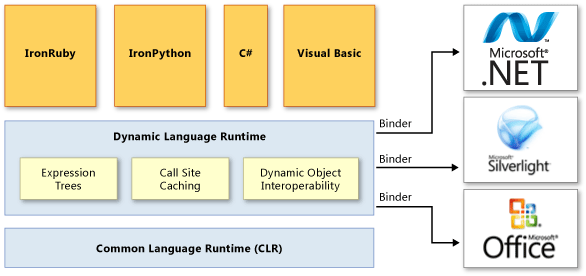 IronRuby
IronPython
C#
Visual Basic
Microsoft®
.NET
Dynamic Language Runtime
Expression
Trees
Call Site
Caching
Dynamic Object
Interoperability
Binder
Binder
Binder
Microsoft®
Silverlight™
Microsoft®
Office
Common Language Runtime (CLR)